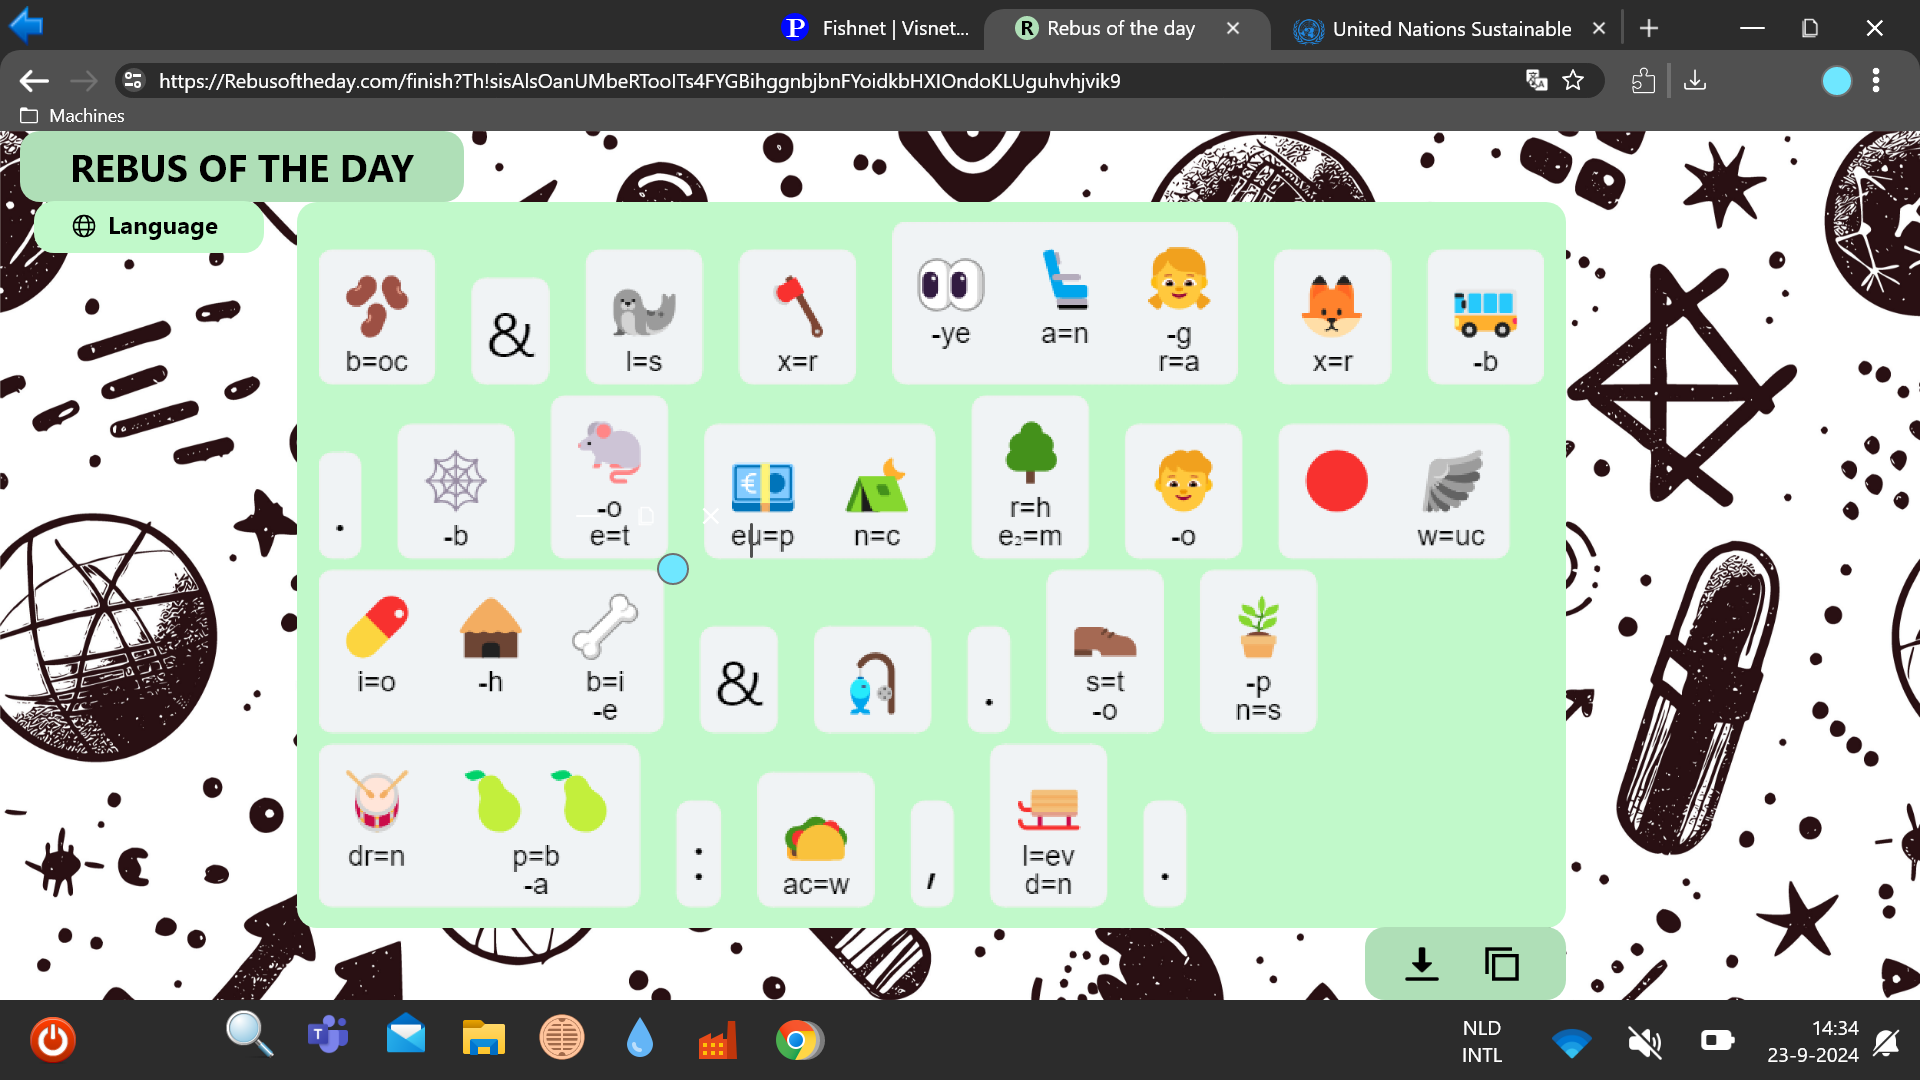 Fishnet | Visnet...
R Rebus of the day
United Nations Sustainable
https://Rebusoftheday.com/finish?Th!sisAlsOanUMbeRTooITs4FYGBihggnbjbnFYoidkbHXIOndoKLUguhvhjvik9
Machines
REBUS OF THE DAY
Language
-ye a=n -g
b=oc & l=s x=r r=a x=r -b
-o r=h
. -b e=t eu=p n=c e₂=m -o w=uc
i=o -h b=i & . s=t -p
-e -o n=s
dr=n p=b : , l=ev .
-a ac=w d=n
NLD 14:34
INTL 23-9-2024